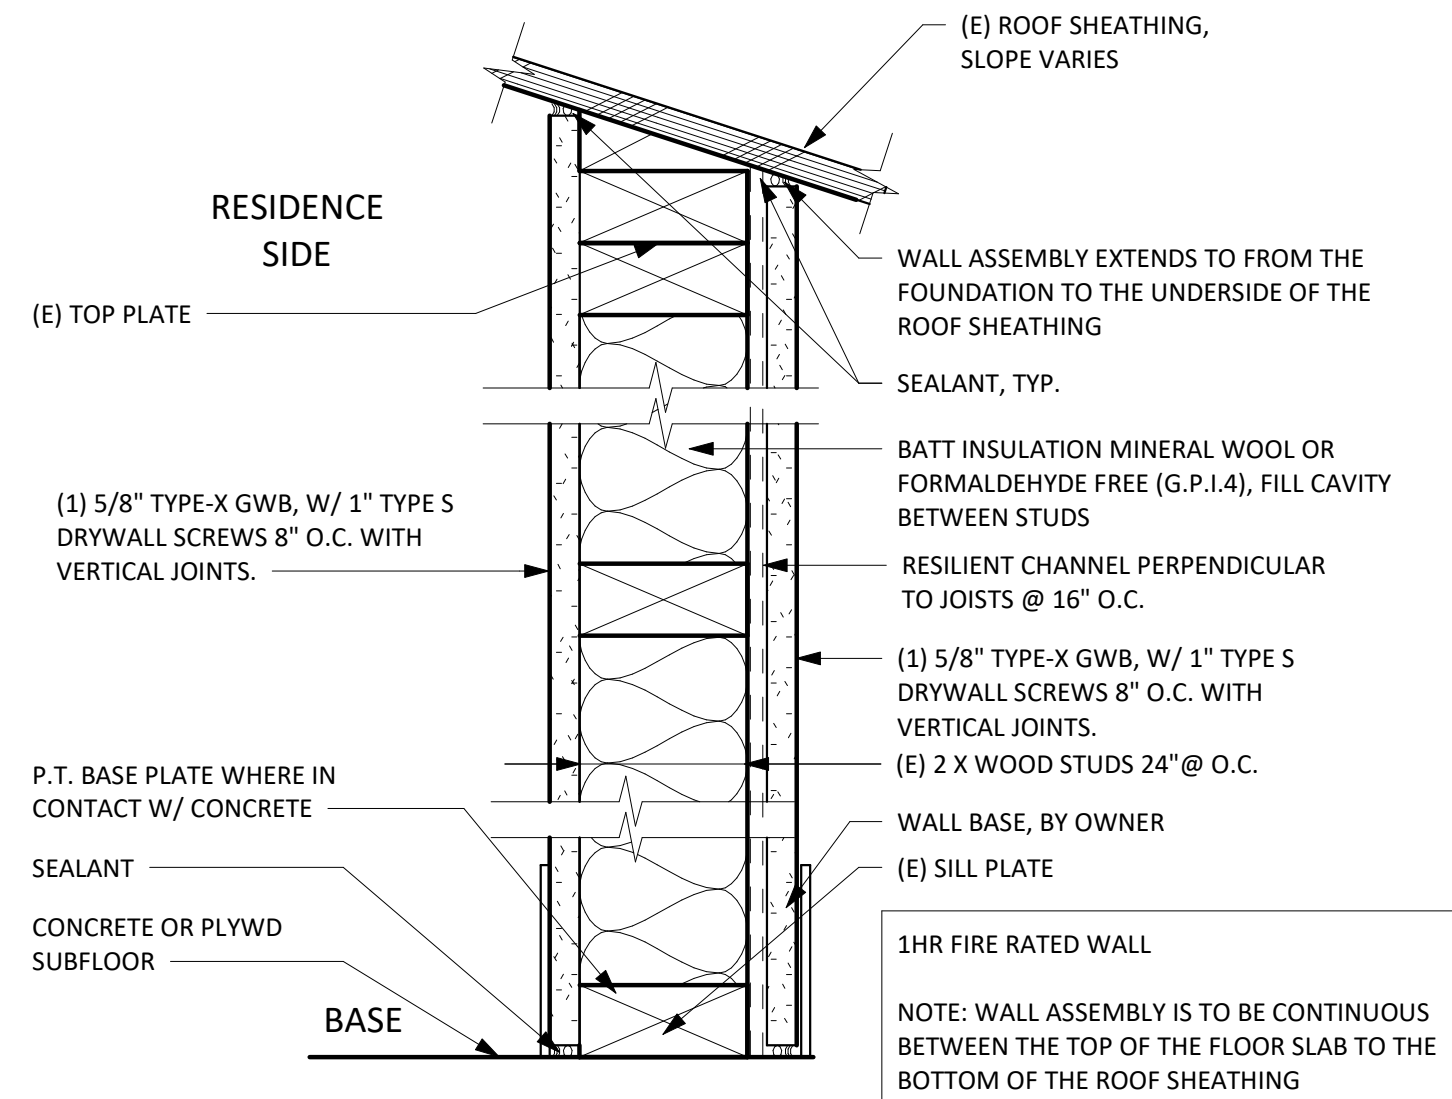 (E) ROOF SHEATHING,
SLOPE VARIES
RESIDENCE
SIDE
(E) TOP PLATE
WALL ASSEMBLY EXTENDS TO FROM THE
FOUNDATION TO THE UNDERSIDE OF THE
ROOF SHEATHING
SEALANT, TYP.
BATT INSULATION MINERAL WOOL OR
FORMALDEHYDE FREE (G.P.I.4), FILL CAVITY
BETWEEN STUDS
(1) 5/8" TYPE-X GWB, W/ 1" TYPE S
DRYWALL SCREWS 8" O.C. WITH
VERTICAL JOINTS.
RESILIENT CHANNEL PERPENDICULAR
TO JOISTS @ 16" O.C.
(1) 5/8" TYPE-X GWB, W/ 1" TYPE S
DRYWALL SCREWS 8" O.C. WITH
VERTICAL JOINTS.
(E) 2 X WOOD STUDS 24"@ O.C.
P.T. BASE PLATE WHERE IN
CONTACT W/ CONCRETE
WALL BASE, BY OWNER
SEALANT
(E) SILL PLATE
CONCRETE OR PLYWD
SUBFLOOR
BASE
1HR FIRE RATED WALL
NOTE: WALL ASSEMBLY IS TO BE CONTINUOUS
BETWEEN THE TOP OF THE FLOOR SLAB TO THE
BOTTOM OF THE ROOF SHEATHING